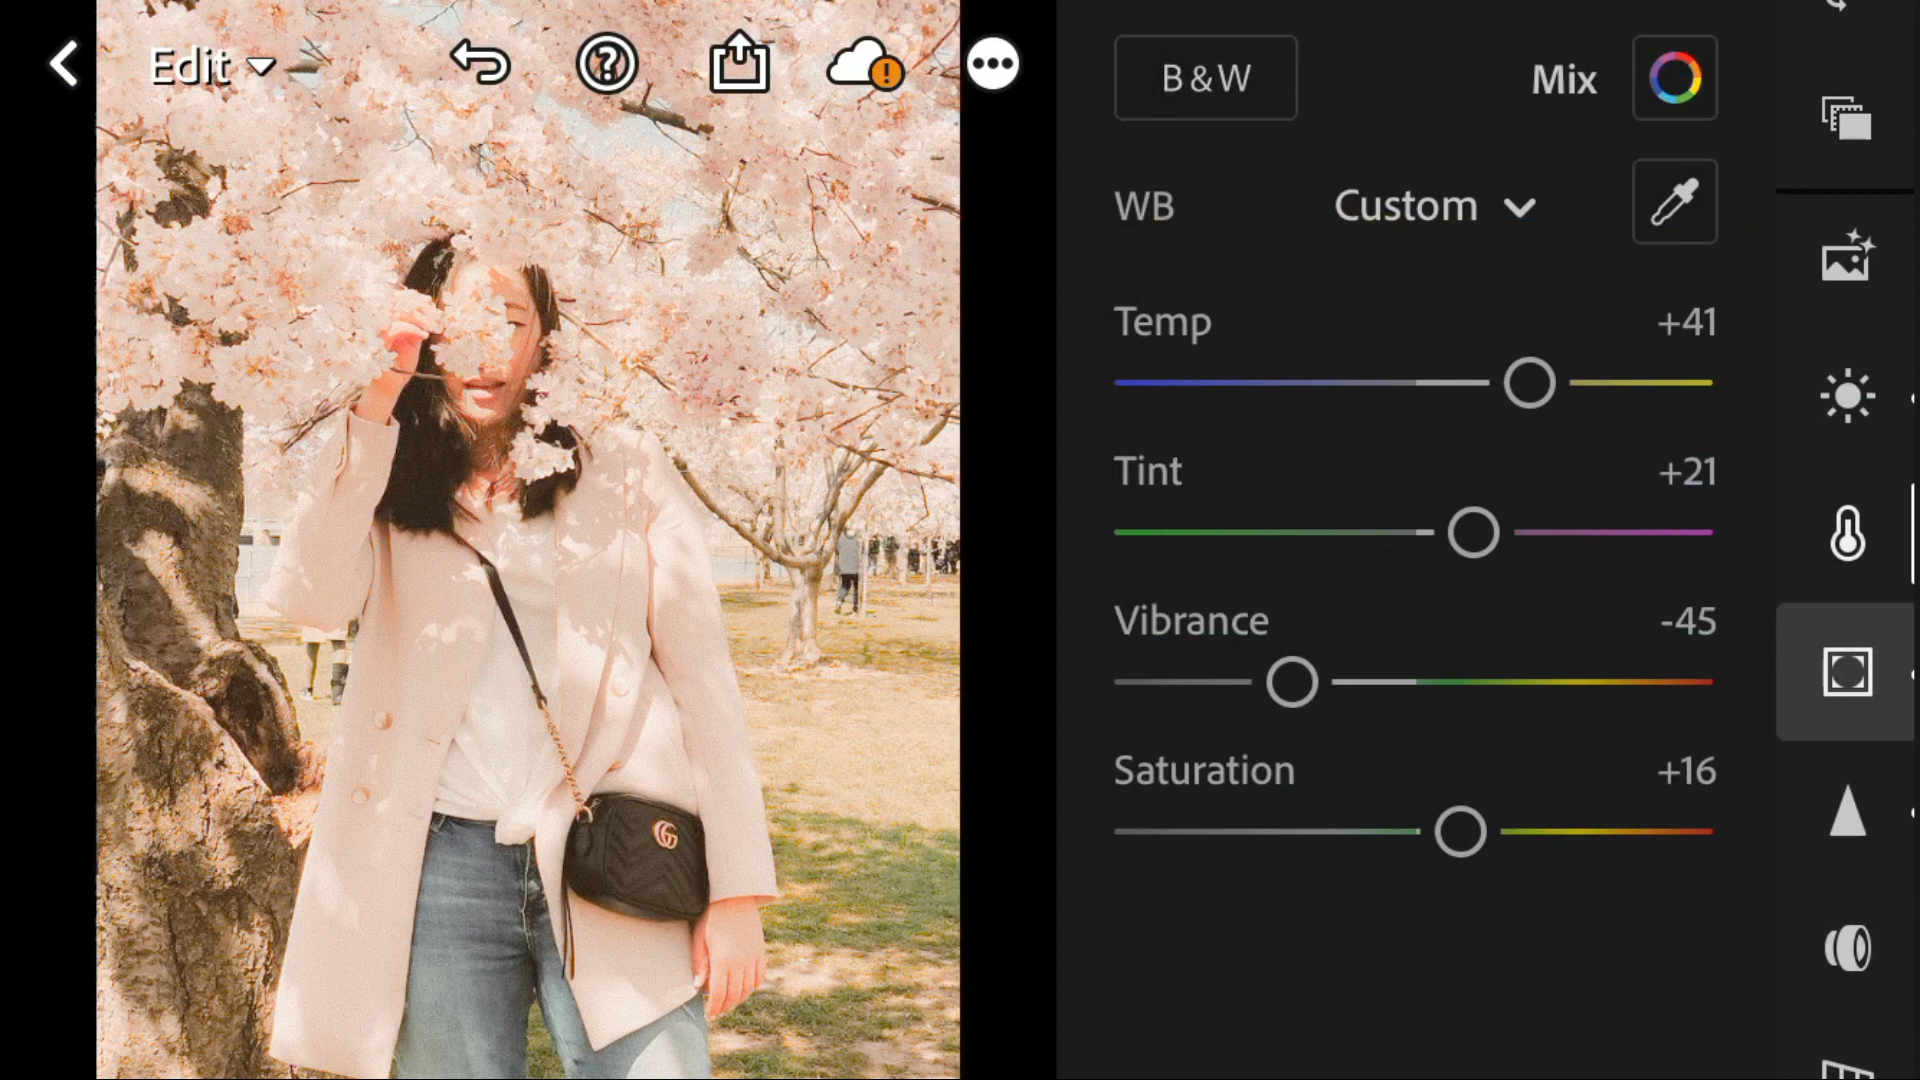 Edit
B&W
Mix
WB
Custom
Temp
+41
Tint
+21
Vibrance
-45
Saturation
+16